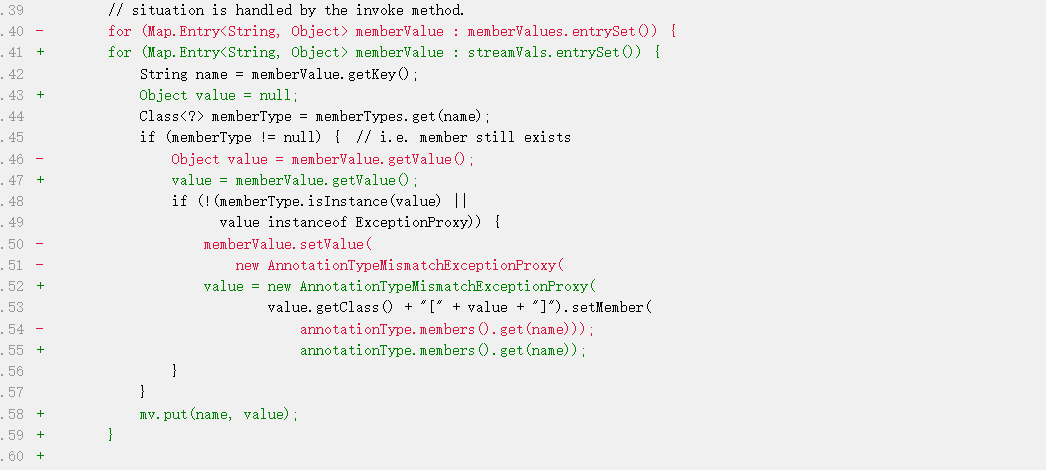 .39 // situation is handled by the invoke method.
.40 - for (Map.Entry<String, Object> memberValue : memberValues.entrySet()) {
.41 + for (Map.Entry<String, Object> memberValue : streamVals.entrySet()) {
.42 String name = memberValue.getKey();
.43 + Object value = null;
.44 Class<?> memberType = memberTypes.get(name);
.45 if (memberType != null) { // i.e. member still exists
.46 - Object value = memberValue.getValue();
.47 + value = memberValue.getValue();
.48 if (!(memberType.isInstance(value) ||
.49 value instanceof ExceptionProxy)) {
.50 - memberValue.setValue(
.51 - new AnnotationTypeMismatchExceptionProxy(
.52 + value = new AnnotationTypeMismatchExceptionProxy(
.53 value.getClass() + "[" + value + "]").setMember(
.54 - annotationType.members().get(name)));
.55 + annotationType.members().get(name));
.56 }
.57 }
.58 + mv.put(name, value);
.59 + }
.60 +